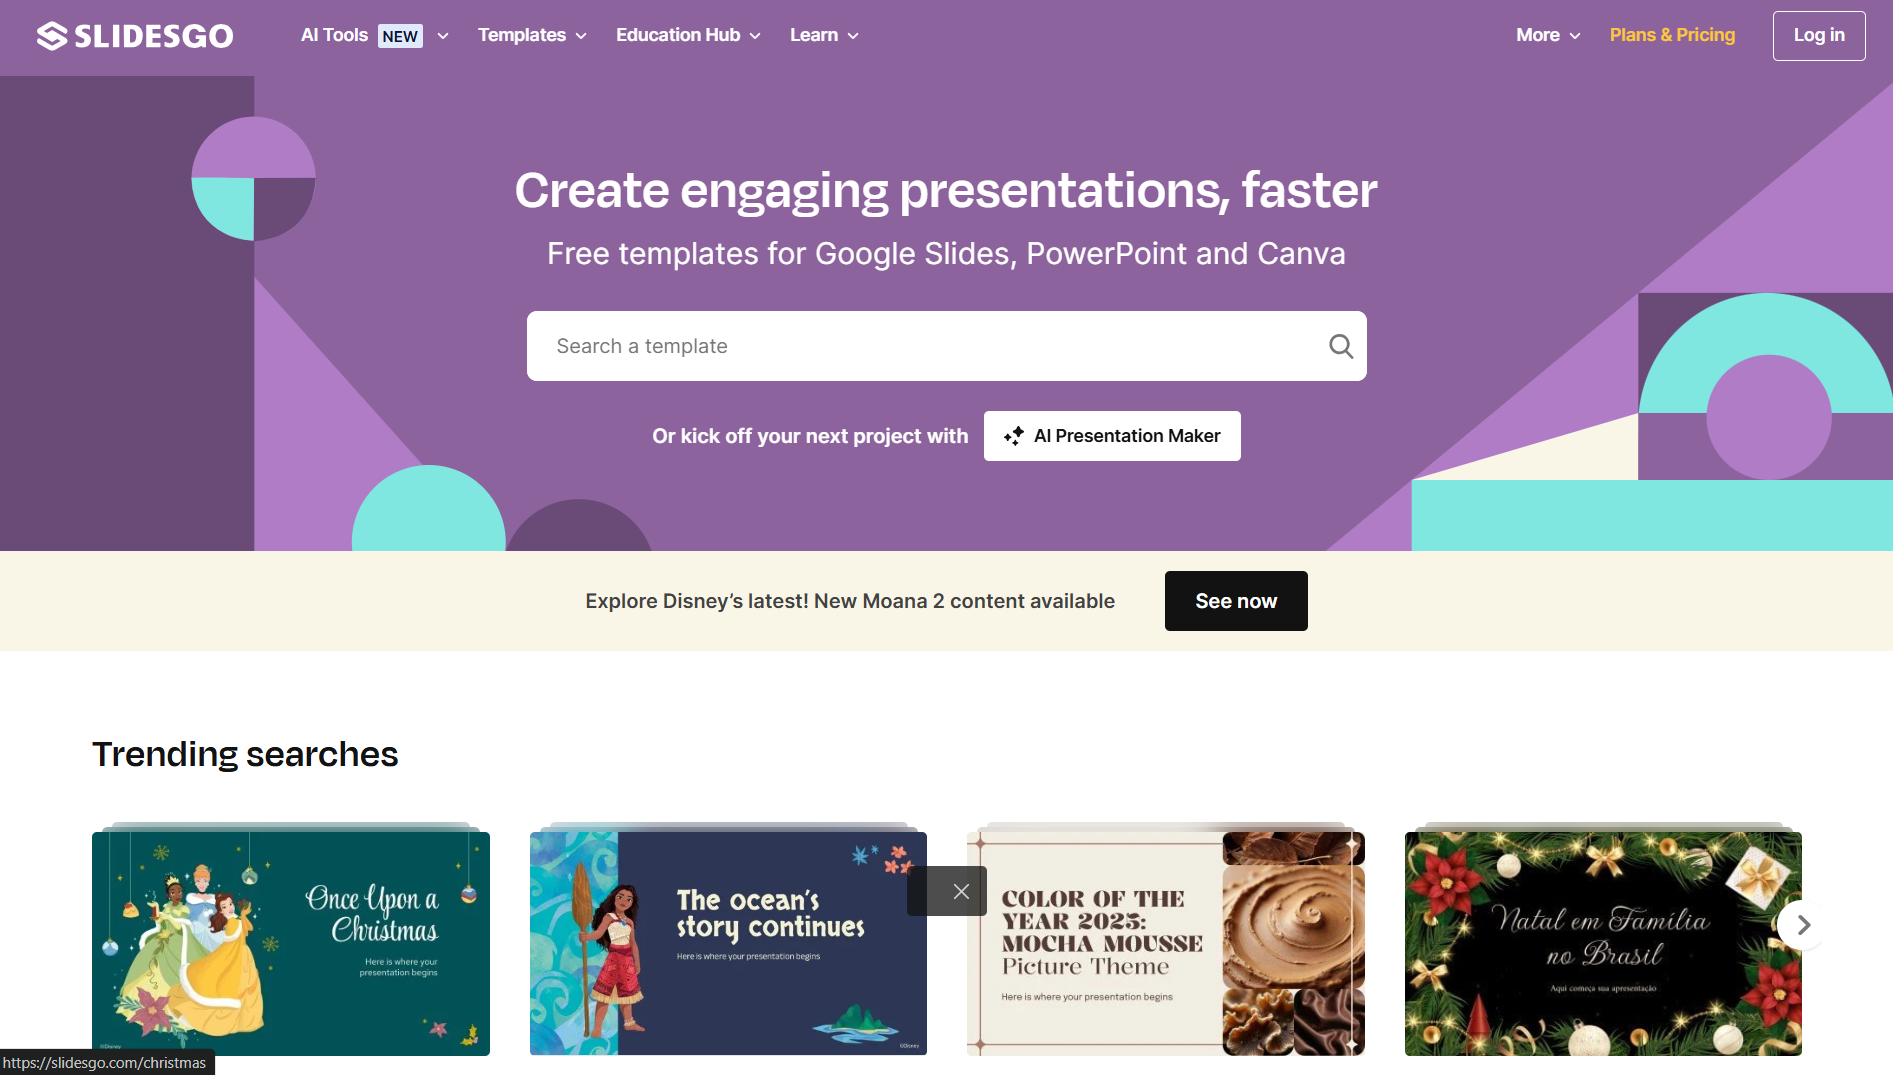 SLIDESGO
AI Tools NEW
Templates
Education Hub
Learn
More
Plans & Pricing
Log in
Create engaging presentations, faster
Free templates for Google Slides, PowerPoint and Canva
Search a template
Or kick off your next project with
AI Presentation Maker
Explore Disney’s latest! New Moana 2 content available
See now
Trending searches
Once Upon a
Christmas
Here is where your
presentation begins
©Disney
The ocean’s
story continues
Here is where your presentation begins
©Disney
COLOR OF THE
YEAR 2025:
MOCHA MOUSSE
Picture Theme
Here is where your presentation begins
Natal em Família
no Brasil
Aqui começa sua apresentação
https://slidesgo.com/christmas